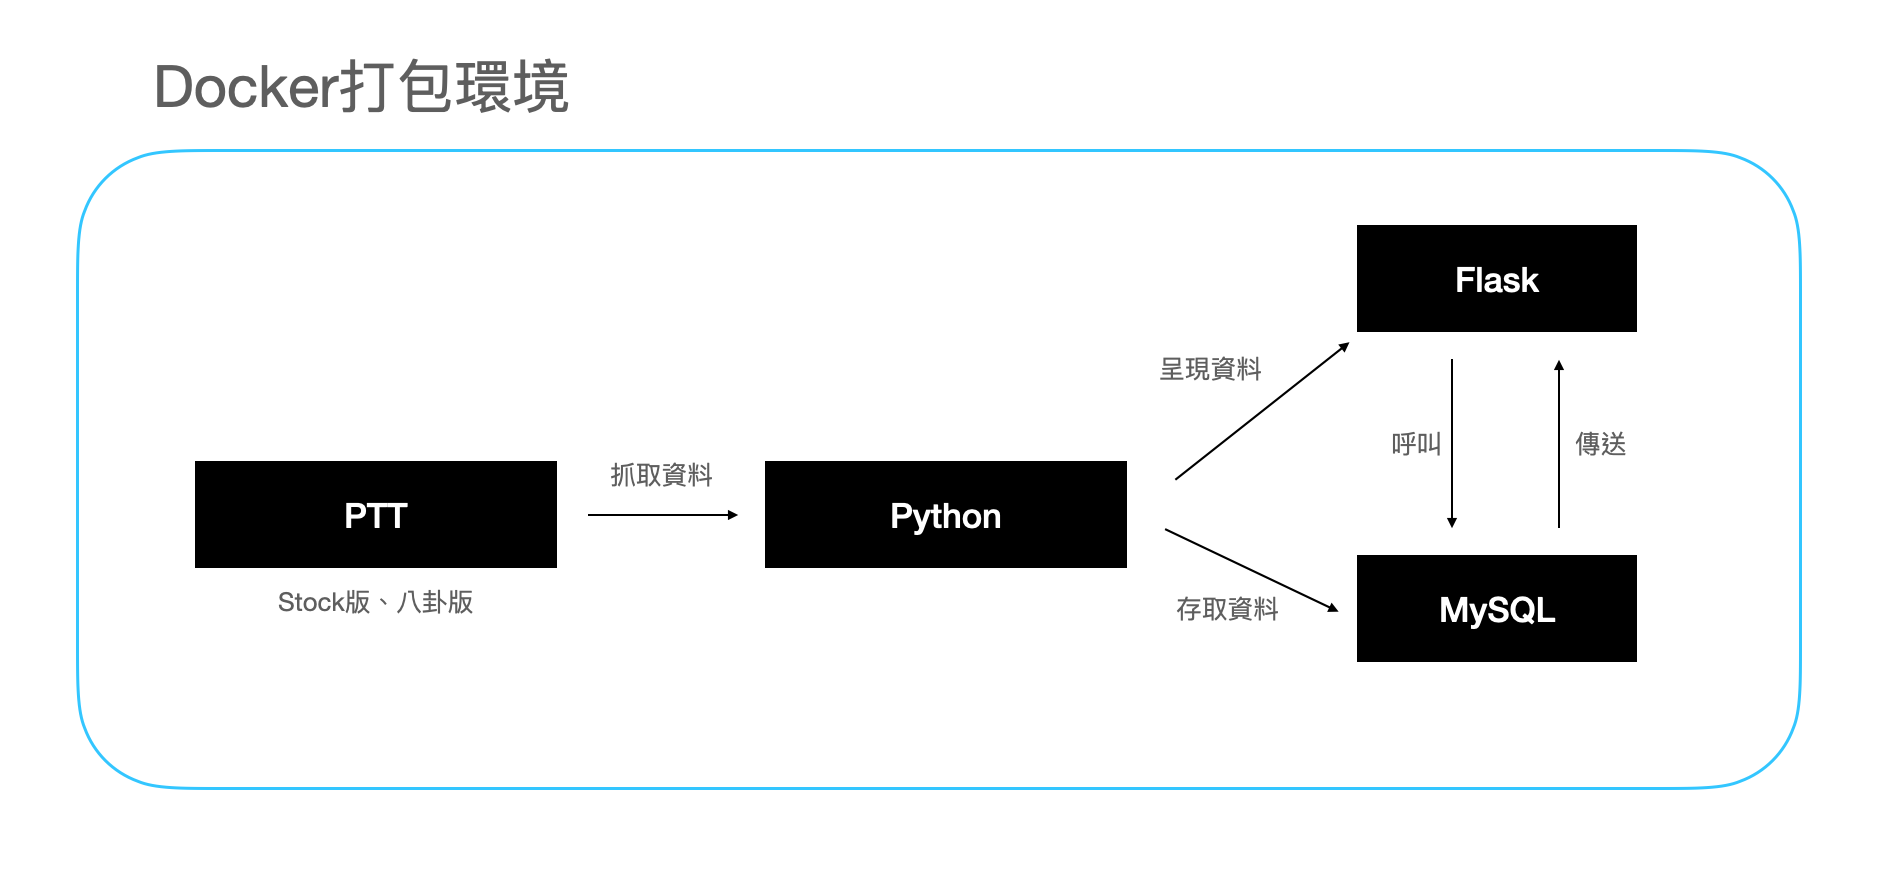 Docker打包環境
Flask
呈現資料
呼叫
傳送
抓取資料
PTT
Python
Stock版、八卦版
存取資料
MySQL